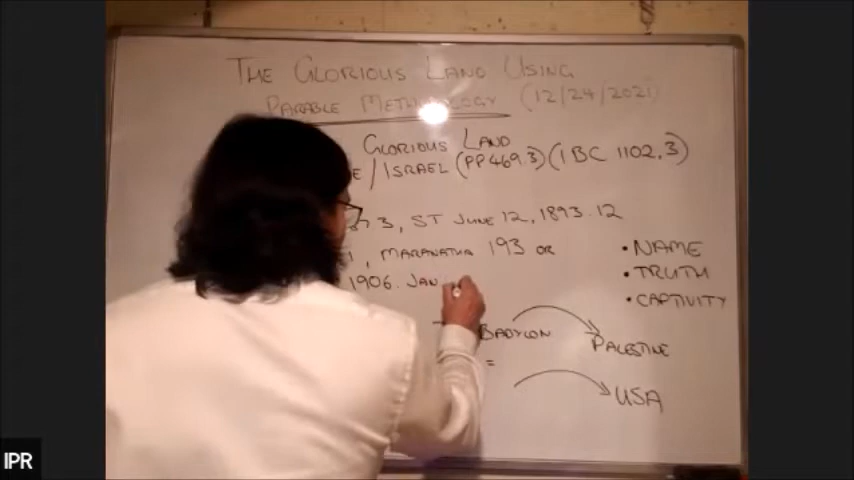 THE GLORIOUS LAND USING
PARABLE METHODOLOGY (12/24/2021)
GLORIOUS LAND
E/ISRAEL (PP469.3) (1BC 1102.3)
3, ST JUNE 12, 1893.12
1, MARANATHA 193 OR
1906. JAN
• NAME
• TRUTH
• CAPTIVITY
BABYLON
PALESTINE
=
USA
IPR